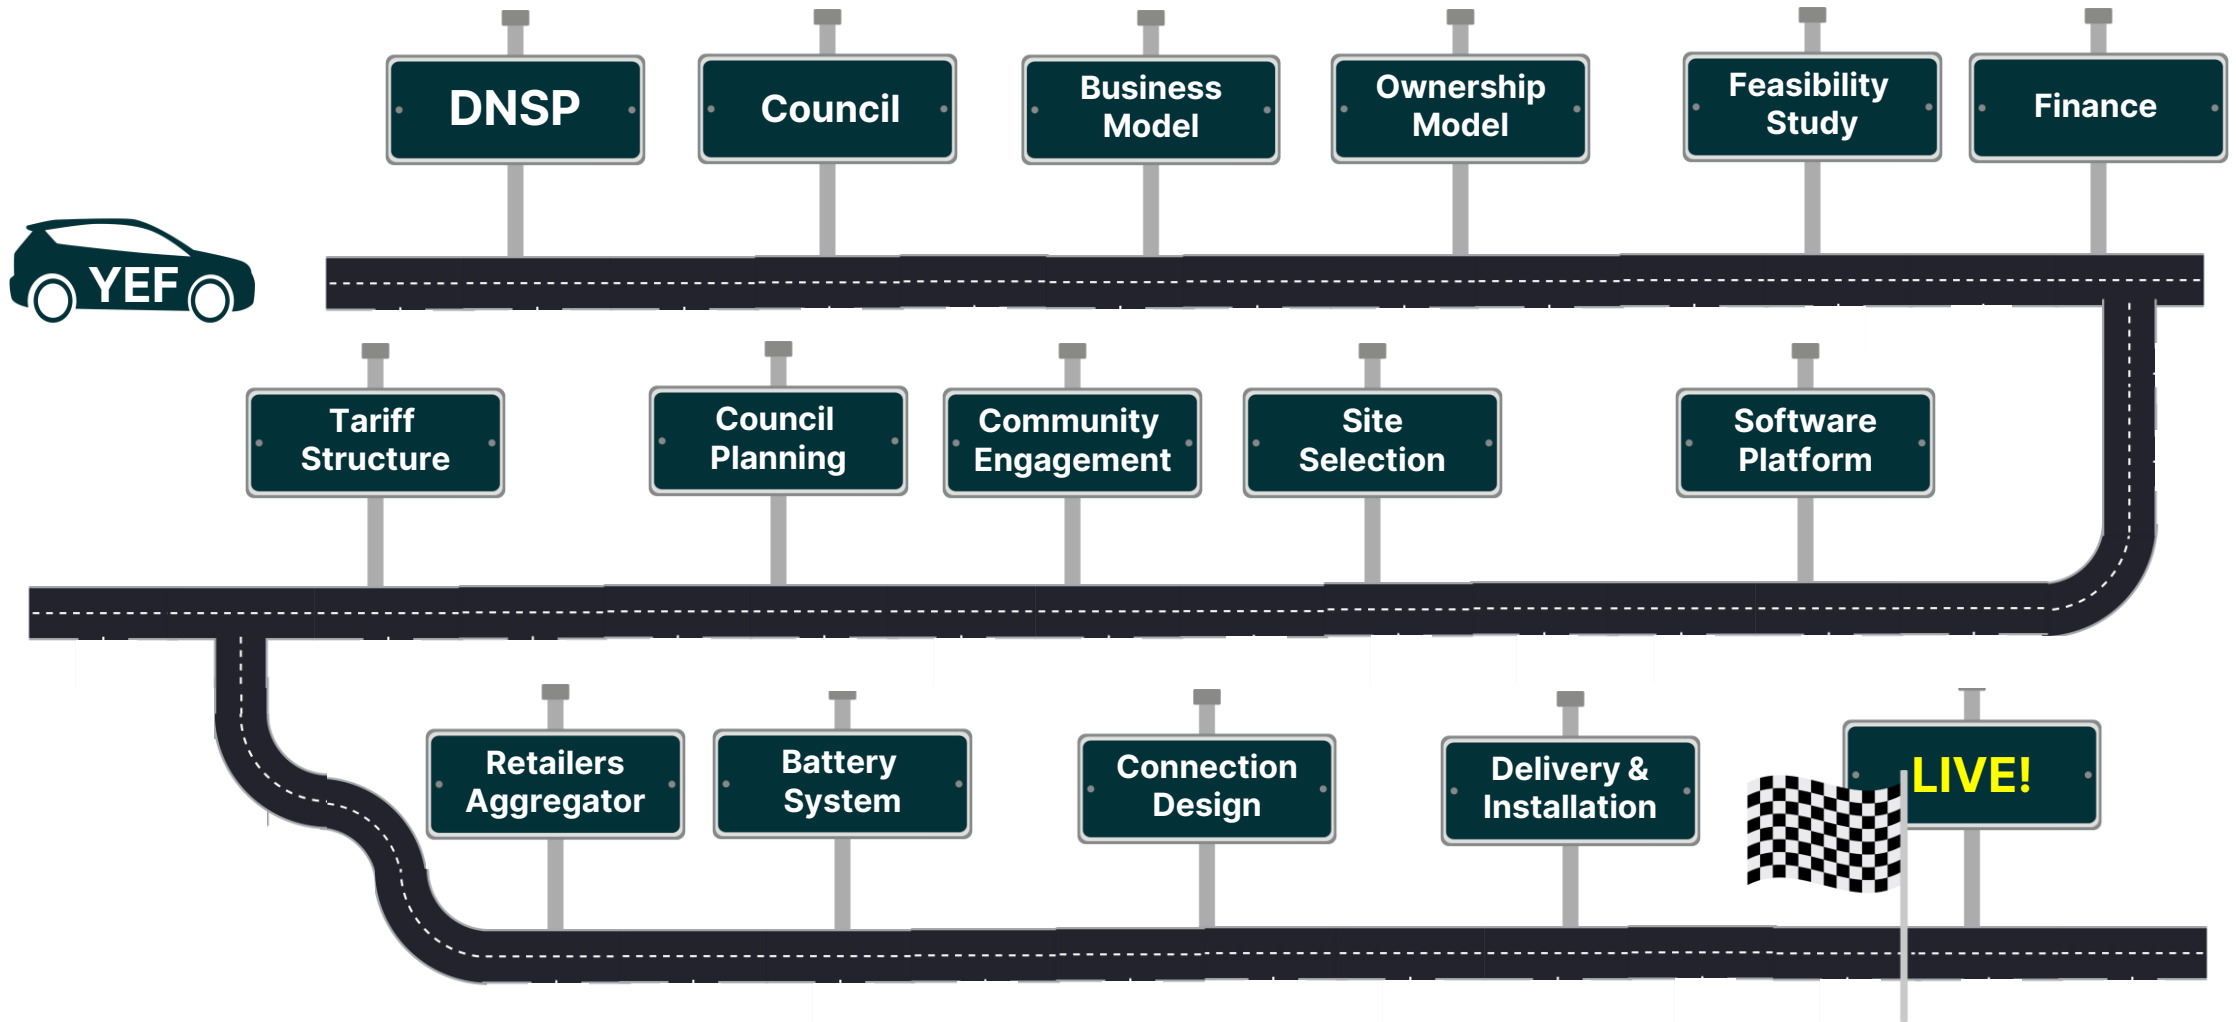 DNSP
Council
Business
Model
Ownership
Model
Feasibility
Study
Finance
YEF
Tariff
Structure
Council
Planning
Community
Engagement
Site
Selection
Software
Platform
Retailers
Aggregator
Battery
System
Connection
Design
Delivery &
Installation
LIVE!